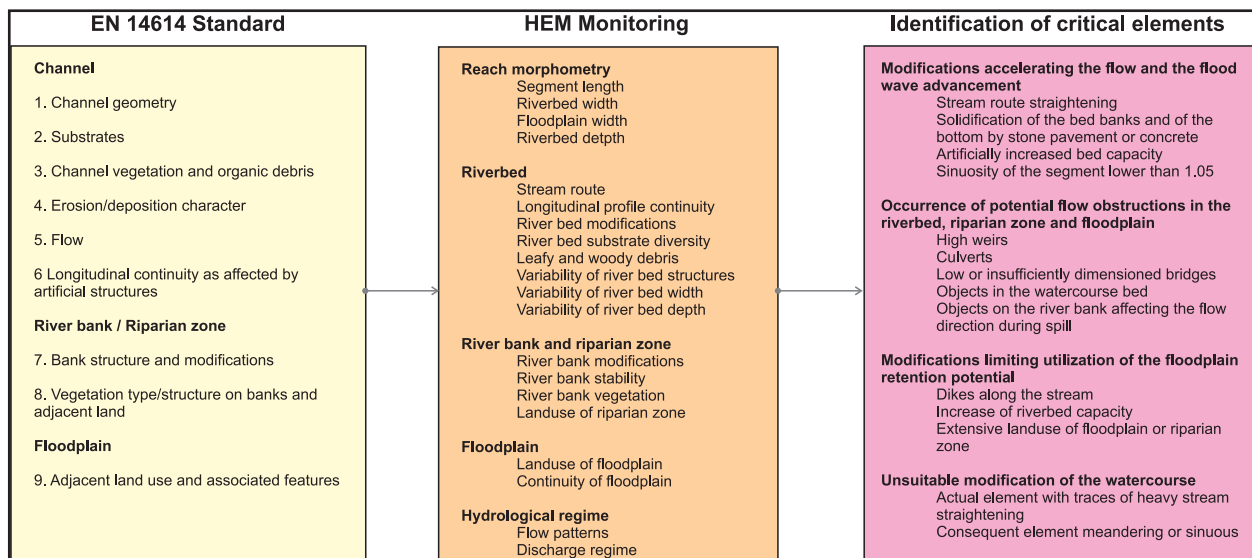 EN 14614 Standard
Channel
1. Channel geometry
2. Substrates
3. Channel vegetation and organic debris
4. Erosion/deposition character
5. Flow
6 Longitudinal continuity as affected by
artificial structures
River bank / Riparian zone
7. Bank structure and modifications
8. Vegetation type/structure on banks and
adjacent land
Floodplain
9. Adjacent land use and associated features
HEM Monitoring
Reach morphometry
Segment length
Riverbed width
Floodplain width
Riverbed detpth
Riverbed
Stream route
Longitudinal profile continuity
River bed modifications
River bed substrate diversity
Leafy and woody debris
Variability of river bed structures
Variability of river bed width
Variability of river bed depth
River bank and riparian zone
River bank modifications
River bank stability
River bank vegetation
Landuse of riparian zone
Floodplain
Landuse of floodplain
Continuity of floodplain
Hydrological regime
Flow patterns
Discharge regime
Identification of critical elements
Modifications accelerating the flow and the flood
wave advancement
Stream route straightening
Solidification of the bed banks and of the
bottom by stone pavement or concrete
Artificially increased bed capacity
Sinuosity of the segment lower than 1.05
Occurrence of potential flow obstructions in the
riverbed, riparian zone and floodplain
High weirs
Culverts
Low or insufficiently dimensioned bridges
Objects in the watercourse bed
Objects on the river bank affecting the flow
direction during spill
Modifications limiting utilization of the floodplain
retention potential
Dikes along the stream
Increase of riverbed capacity
Extensive landuse of floodplain or riparian
zone
Unsuitable modification of the watercourse
Actual element with traces of heavy stream
straightening
Consequent element meandering or sinuous